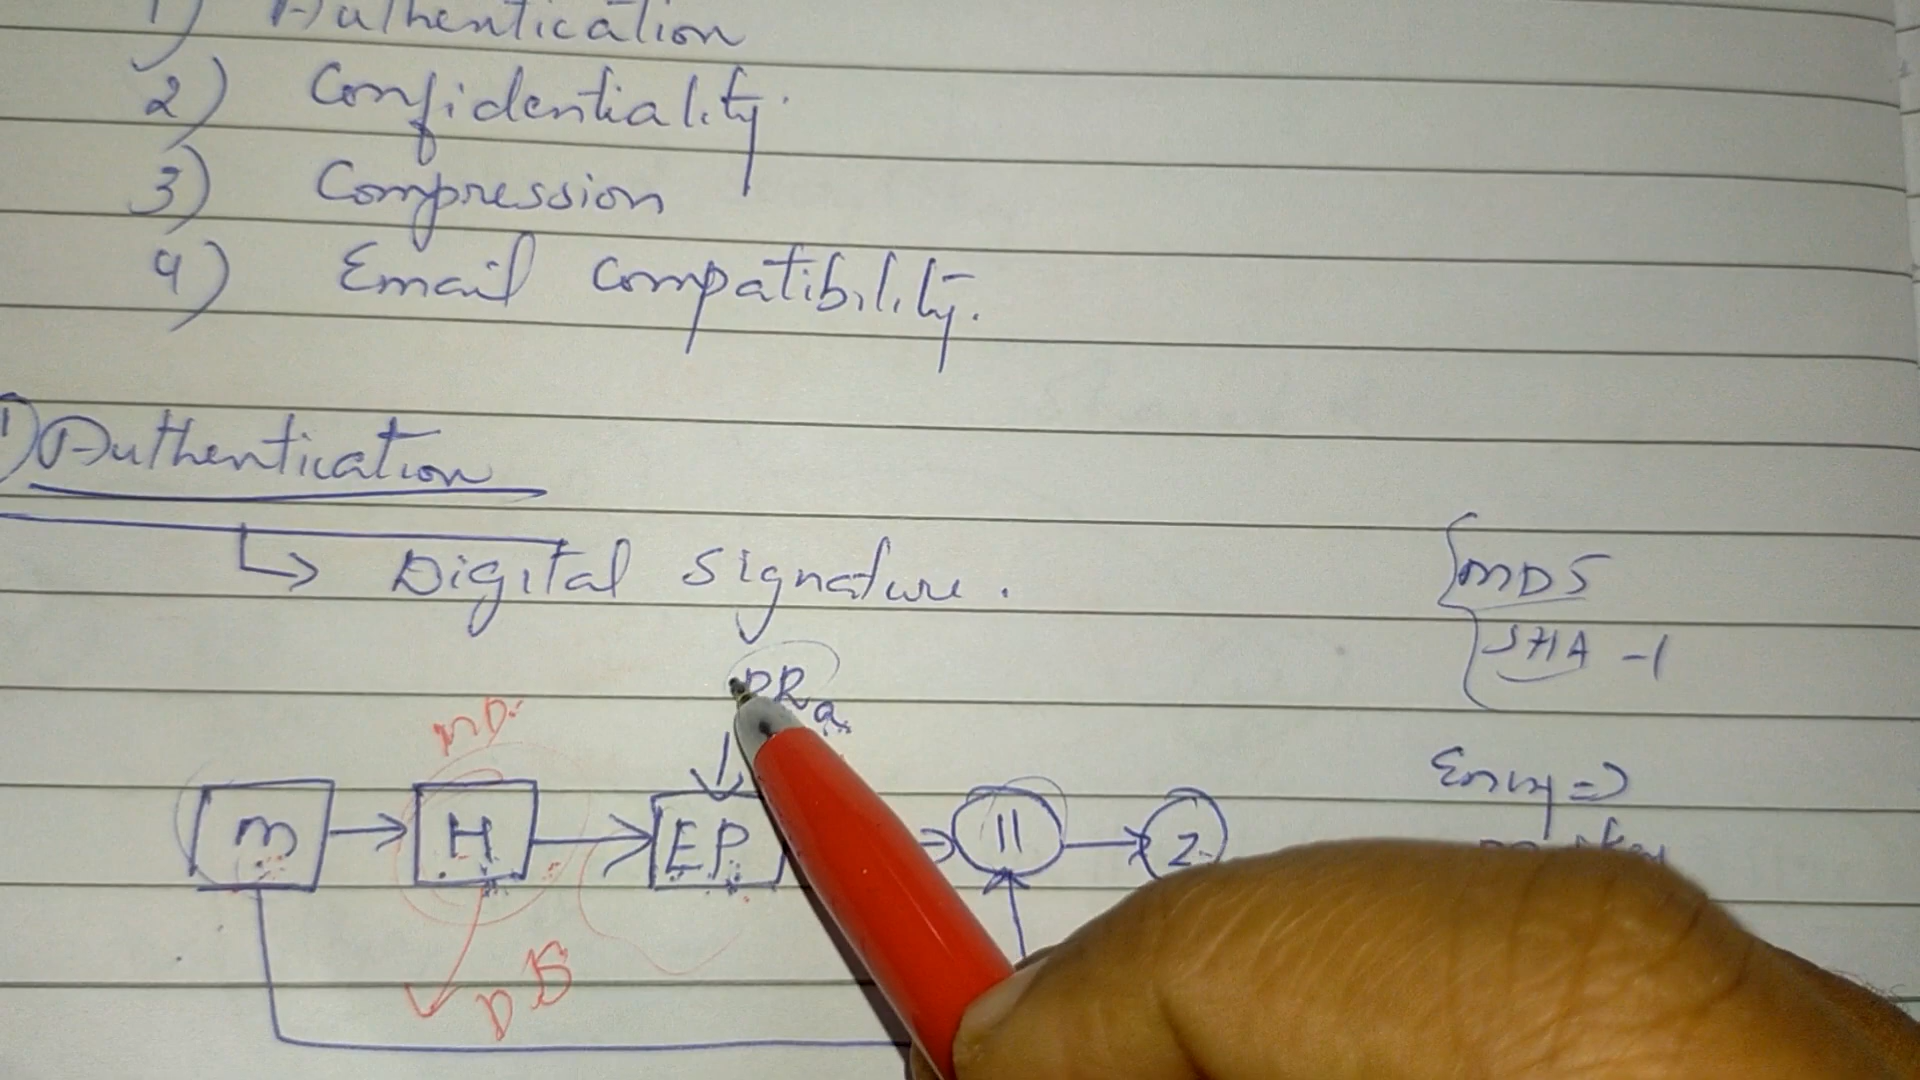 1) Authentication
2) Confidentiality.
3) Compression
4) Email compatibility.
1) Authentication
↳ Digital signature.
MD5
SHA-1
PRa
MD
m → H → EP → || → Z
DS